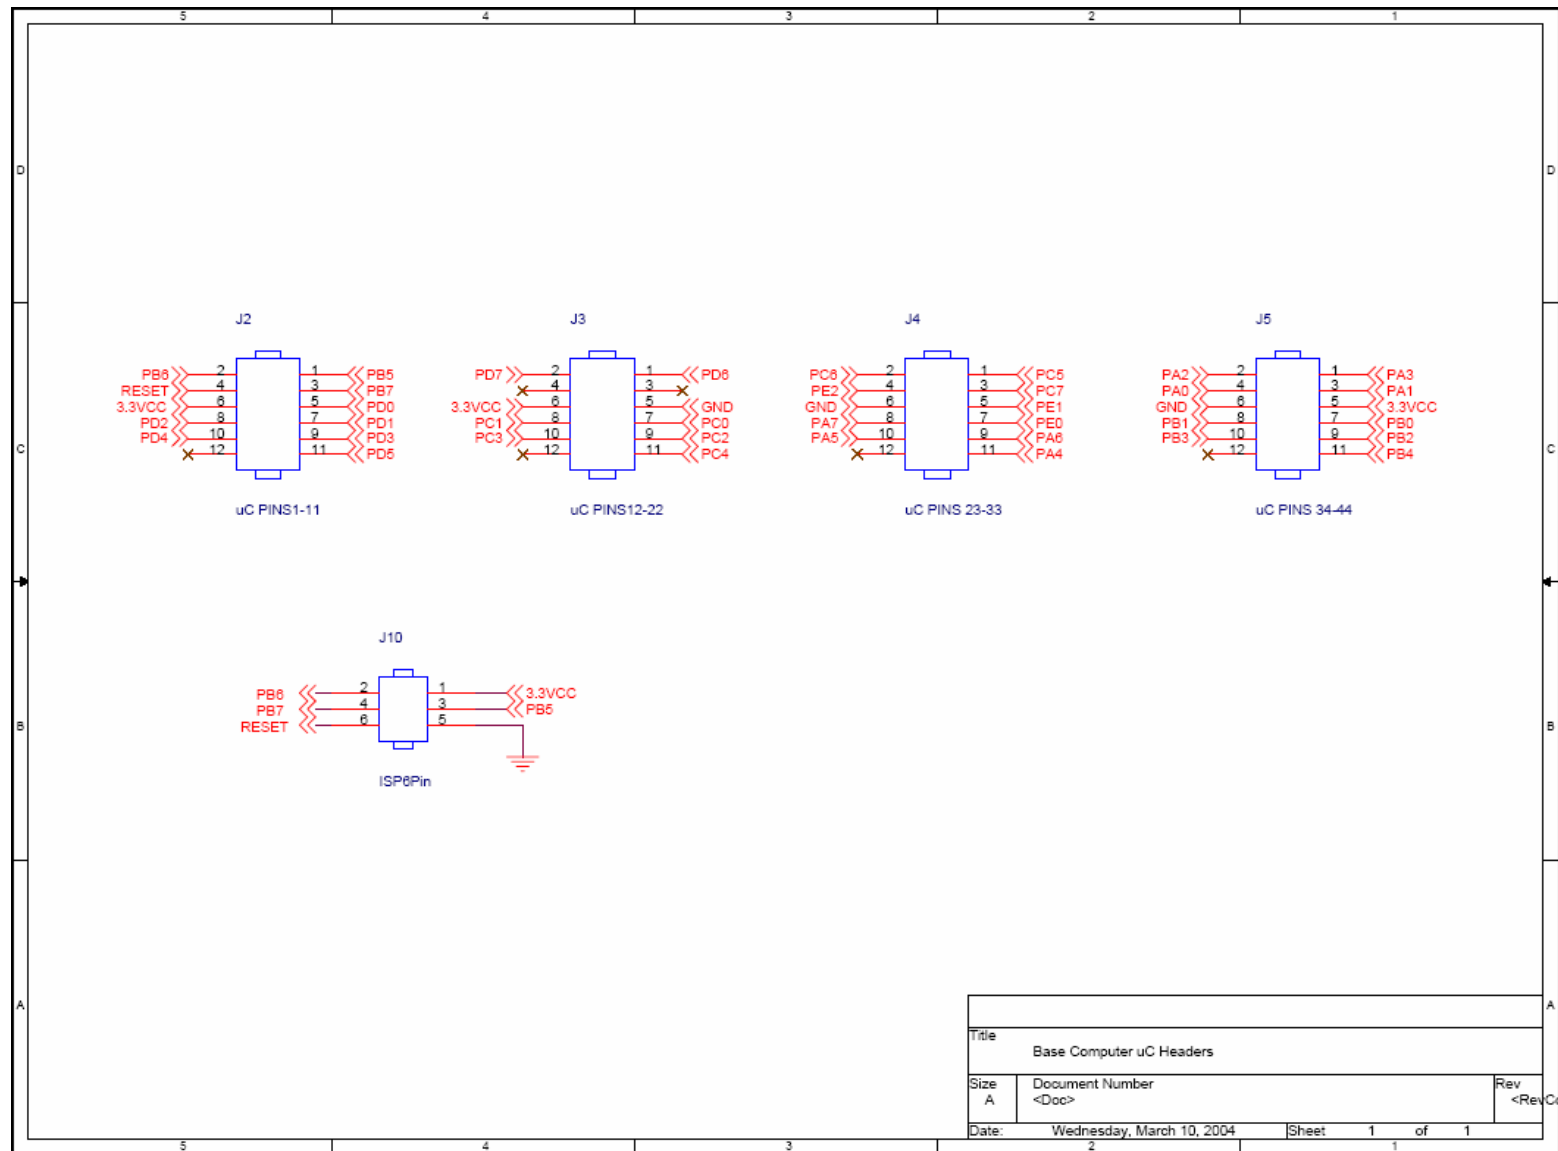 5 4 3 2 1
D D
J2 J3 J4 J5
PB6 2 1 PB5 PD7 2 1 PD6 PC6 2 1 PC5 PA2 2 1 PA3
RESET 4 3 PB7 4 3 PE2 4 3 PC7 PA0 4 3 PA1
3.3VCC 6 5 PD0 3.3VCC 6 5 GND GND 6 5 PE1 GND 6 5 3.3VCC
PD2 8 7 PD1 PC1 8 7 PC0 PA7 8 7 PE0 PB1 8 7 PB0
PD4 10 9 PD3 PC3 10 9 PC2 PA5 10 9 PA6 PB3 10 9 PB2
12 11 PD5 12 11 PC4 12 11 PA4 12 11 PB4
C C
uC PINS1-11 uC PINS12-22 uC PINS 23-33 uC PINS 34-44
J10
PB6 2 1 3.3VCC
PB7 4 3 PB5
RESET 6 5
B B
ISP6Pin
A A
Title
Base Computer uC Headers
Size Document Number Rev
A <Doc> <RevCo
Date: Wednesday, March 10, 2004 Sheet 1 of 1
5 4 3 2 1